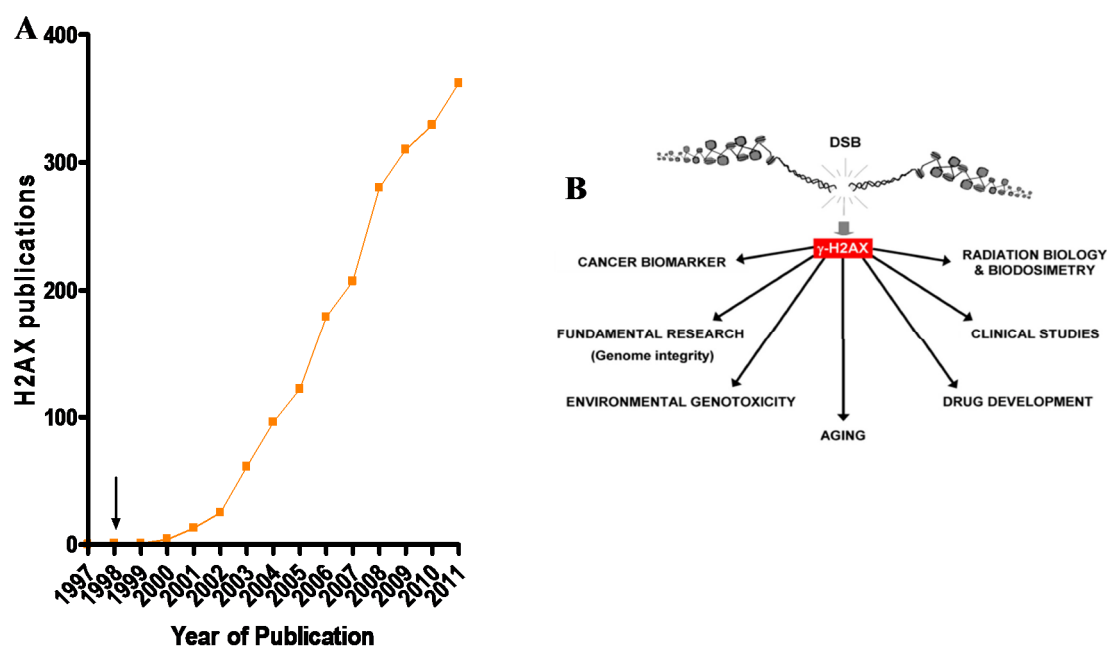 A
H2AX publications
400
300
200
100
0
1997
1998
1999
2000
2001
2002
2003
2004
2005
2006
2007
2008
2009
2010
2011
Year of Publication
B
DSB
γ-H2AX
CANCER BIOMARKER
RADIATION BIOLOGY
& BIODOSIMETRY
FUNDAMENTAL RESEARCH
(Genome integrity)
CLINICAL STUDIES
ENVIRONMENTAL GENOTOXICITY
DRUG DEVELOPMENT
AGING